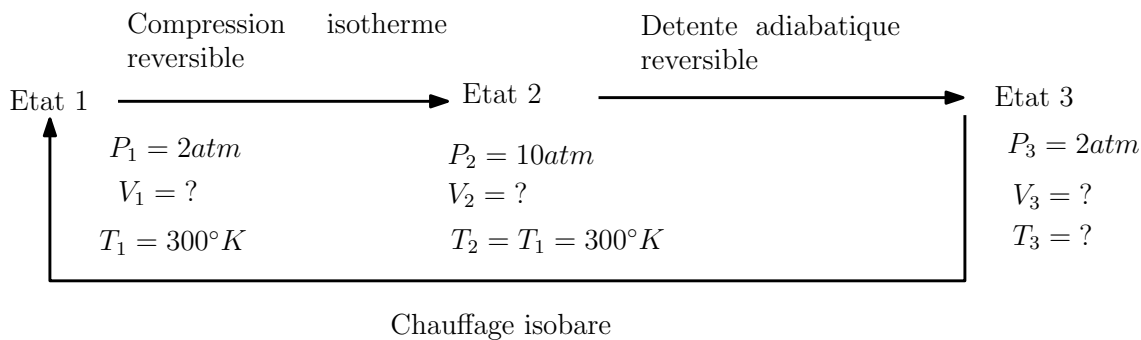 Compression isotherme
reversible
Detente adiabatique
reversible
Etat 1
Etat 2
Etat 3
P₁ = 2atm
V₁ = ?
T₁ = 300°K
P₂ = 10atm
V₂ = ?
T₂ = T₁ = 300°K
P₃ = 2atm
V₃ = ?
T₃ = ?
Chauffage isobare